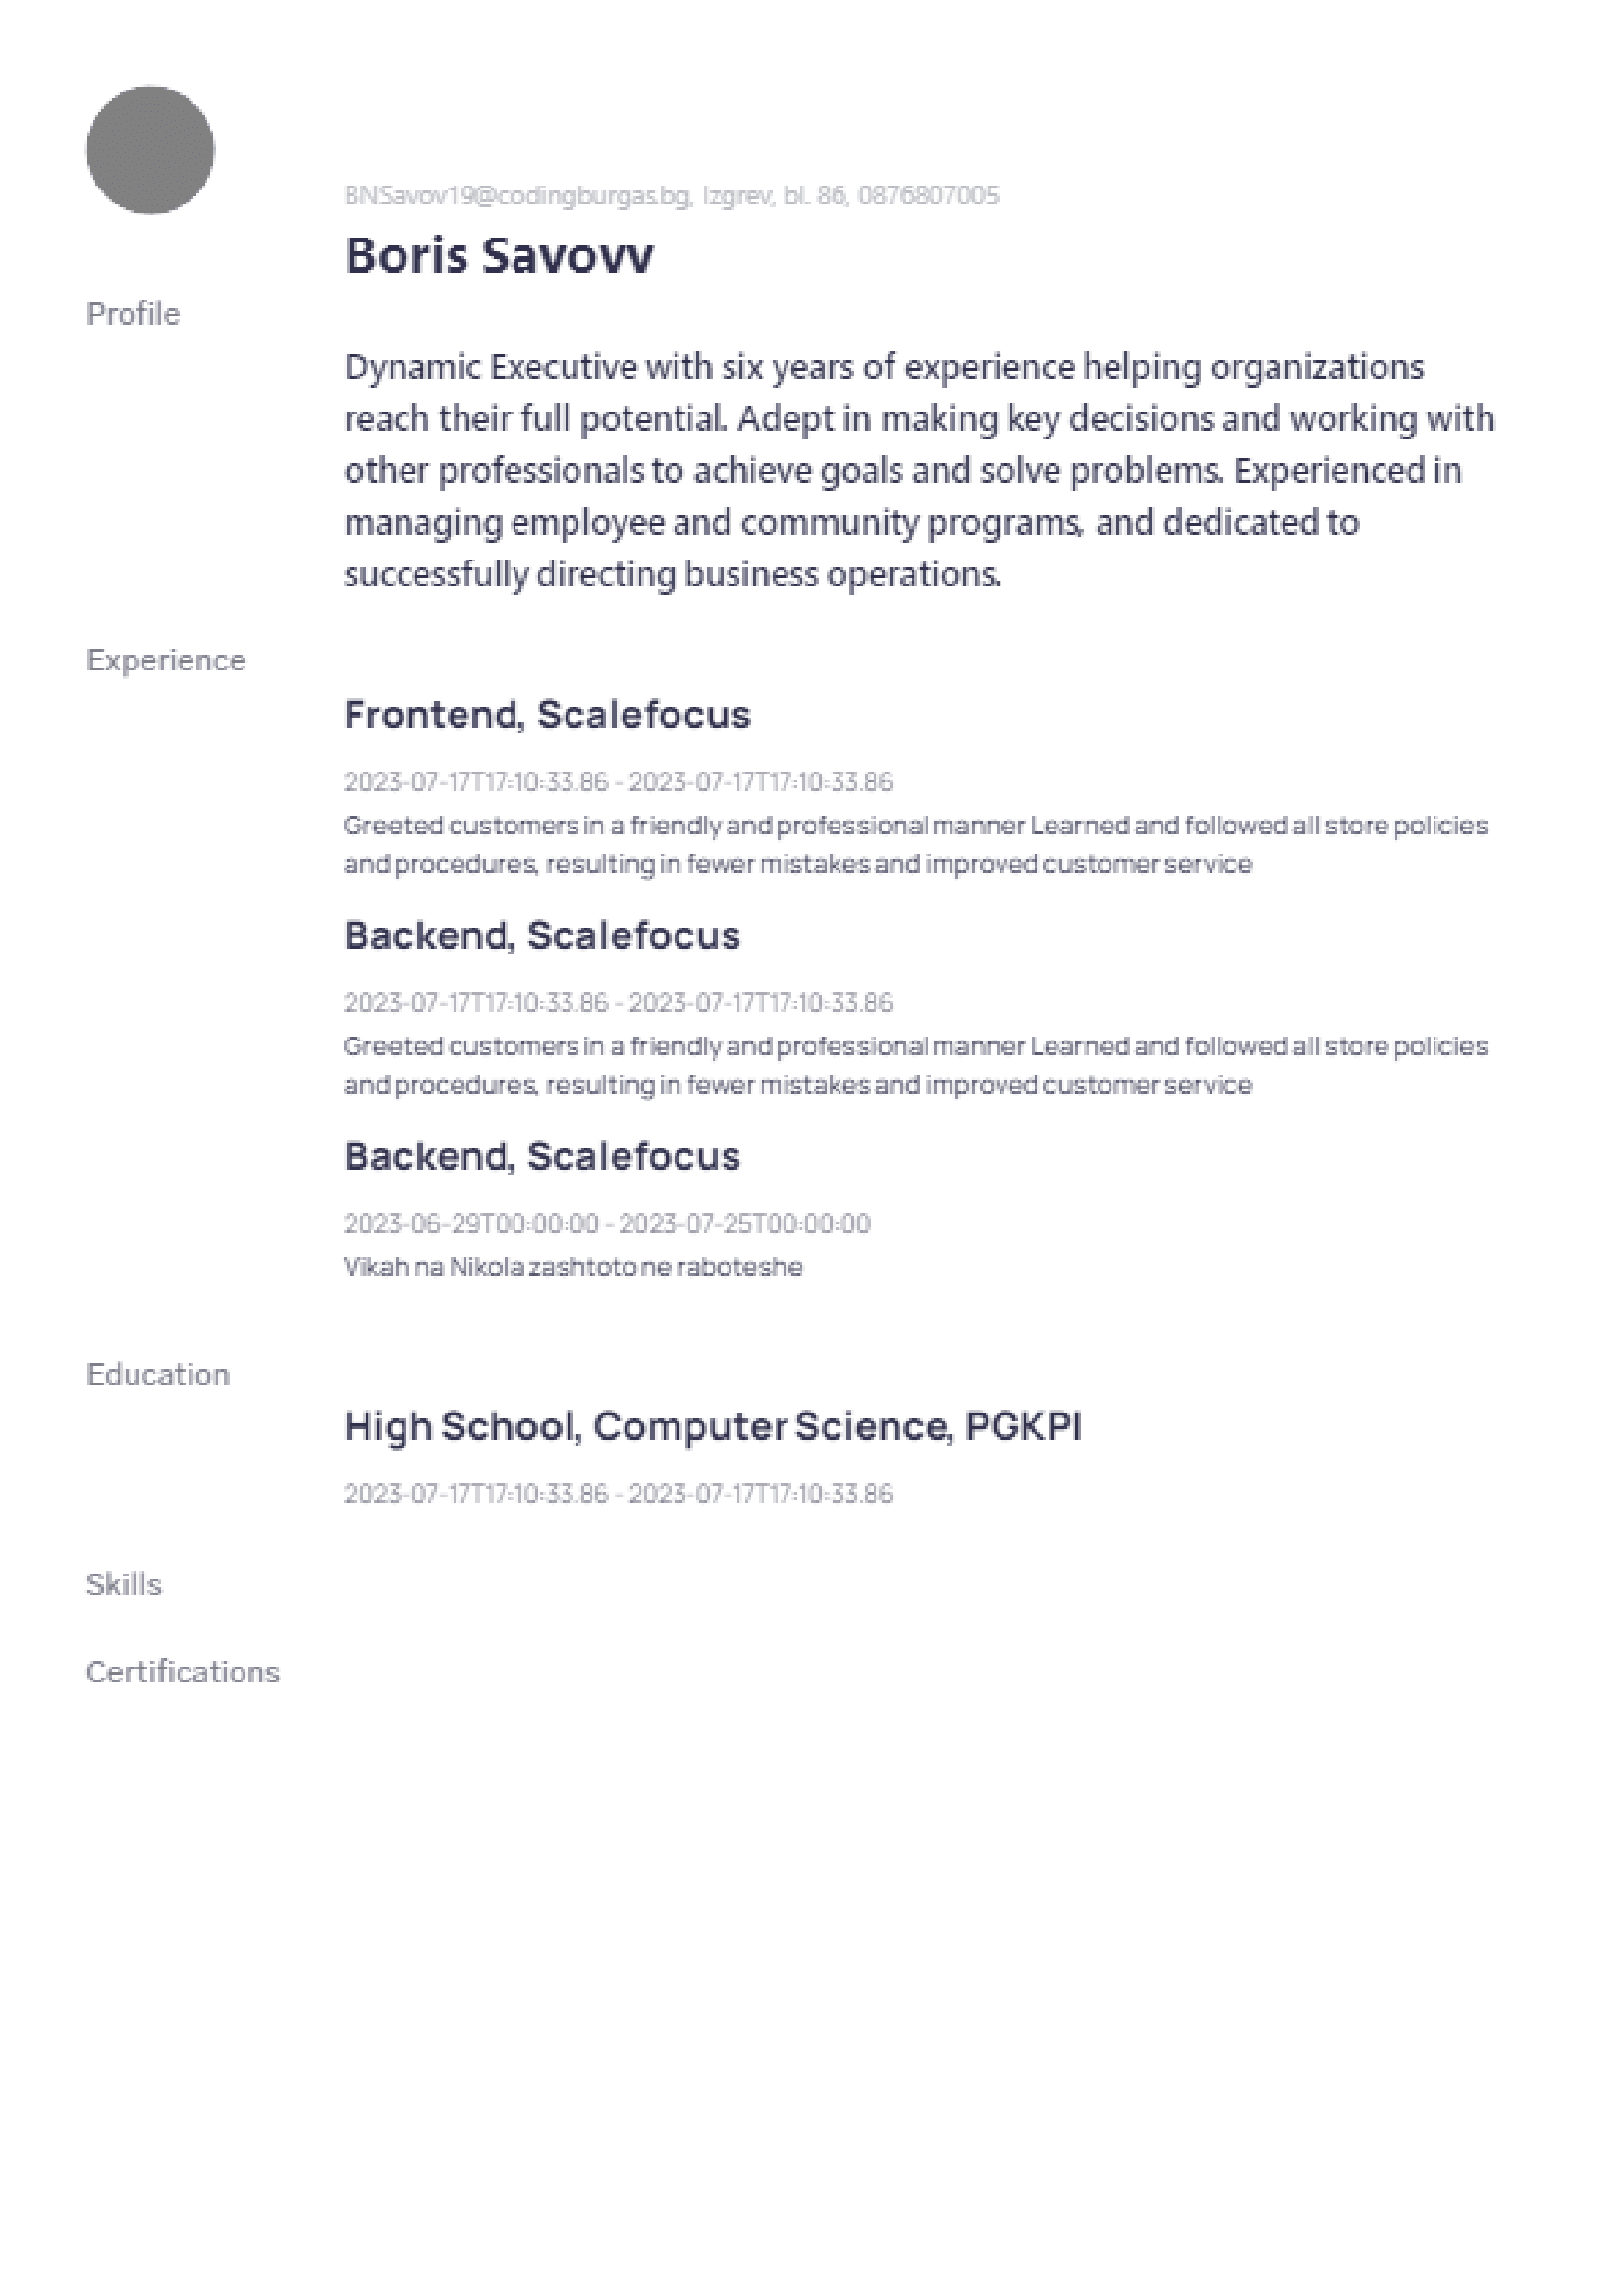 BNSavov19@codingburgas.bg, Izgrev, bl. 86, 0876807005
Boris Savovv
Profile
Dynamic Executive with six years of experience helping organizations
reach their full potential. Adept in making key decisions and working with
other professionals to achieve goals and solve problems. Experienced in
managing employee and community programs, and dedicated to
successfully directing business operations.
Experience
Frontend, Scalefocus
2023-07-17T17:10:33.86 - 2023-07-17T17:10:33.86
Greeted customers in a friendly and professional manner Learned and followed all store policies
and procedures, resulting in fewer mistakes and improved customer service
Backend, Scalefocus
2023-07-17T17:10:33.86 - 2023-07-17T17:10:33.86
Greeted customers in a friendly and professional manner Learned and followed all store policies
and procedures, resulting in fewer mistakes and improved customer service
Backend, Scalefocus
2023-06-29T00:00:00 - 2023-07-25T00:00:00
Vikah na Nikola zashtoto ne raboteshe
Education
High School, Computer Science, PGKPI
2023-07-17T17:10:33.86 - 2023-07-17T17:10:33.86
Skills
Certifications